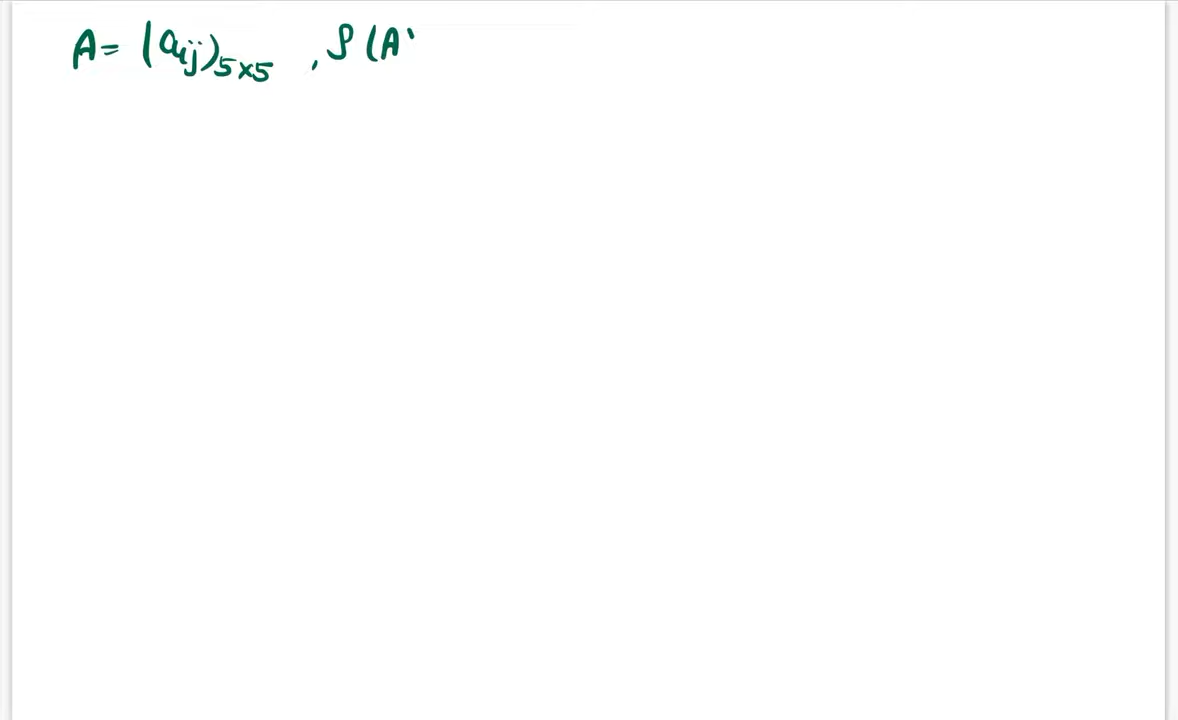 A = (aij)5×5 , ρ(A